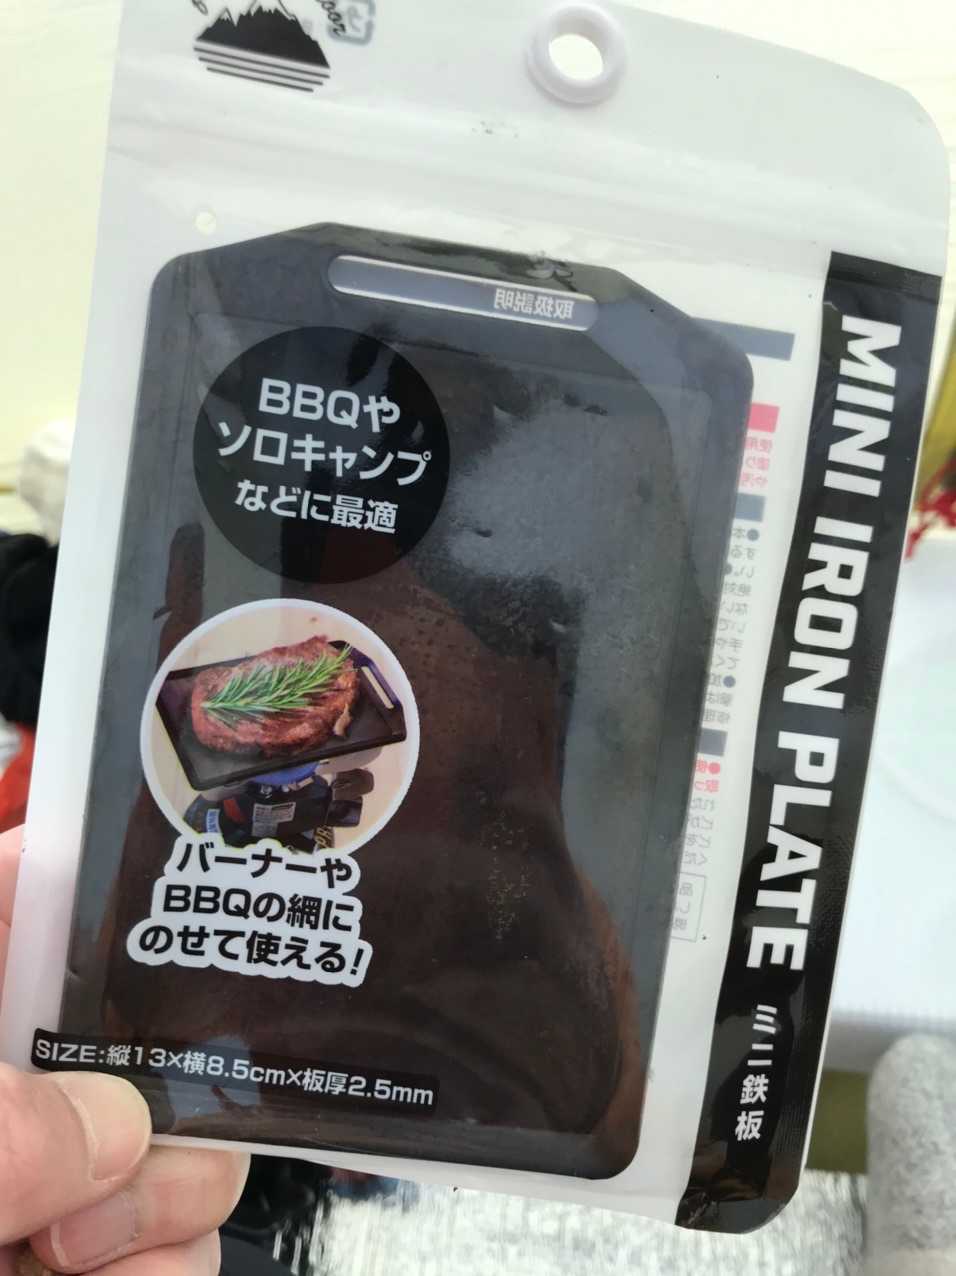 取扱説明
BBQや
ソロキャンプ
などに最適
バーナーや
BBQの網に
のせて使える!
SIZE:縦13×横8.5cm×板厚2.5mm
MINI IRON PLATE ミニ鉄板